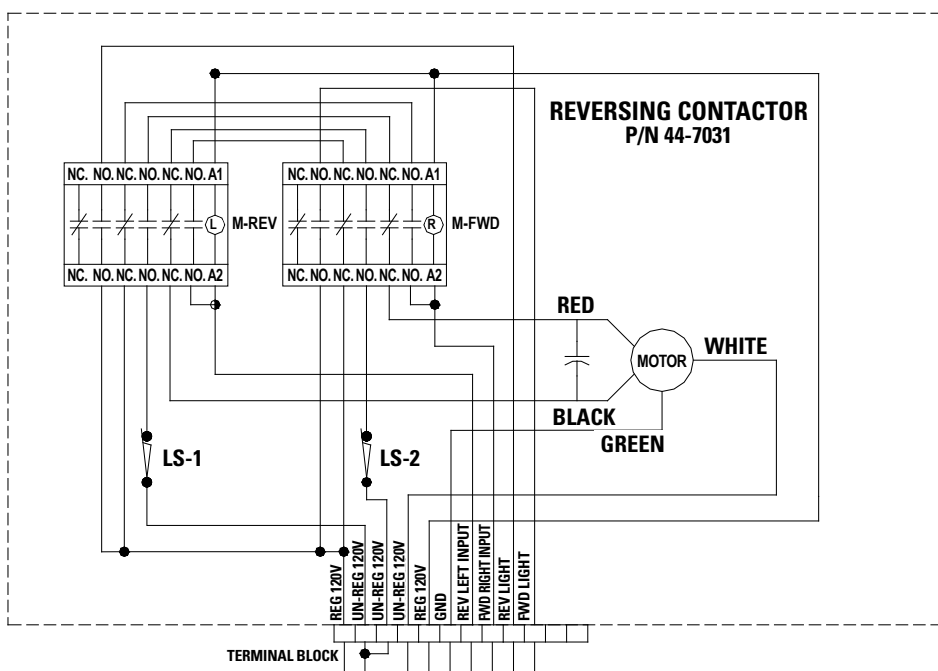 REVERSING CONTACTOR
P/N 44-7031
NC. NO. NC. NO. NC. NO. A1
NC. NO. NC. NO. NC. NO. A1
L M-REV
R M-FWD
NC. NO. NC. NO. NC. NO. A2
NC. NO. NC. NO. NC. NO. A2
RED
MOTOR
WHITE
BLACK
GREEN
LS-1
LS-2
REG 120V
UN-REG 120V
UN-REG 120V
UN-REG 120V
REG 120V
GND
REV LEFT INPUT
FWD RIGHT INPUT
REV LIGHT
FWD LIGHT
TERMINAL BLOCK